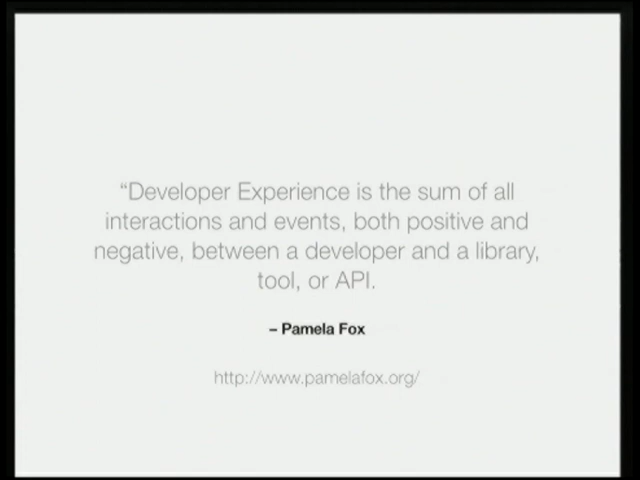 “Developer Experience is the sum of all
interactions and events, both positive and
negative, between a developer and a library,
tool, or API.
– Pamela Fox
http://www.pamelafox.org/